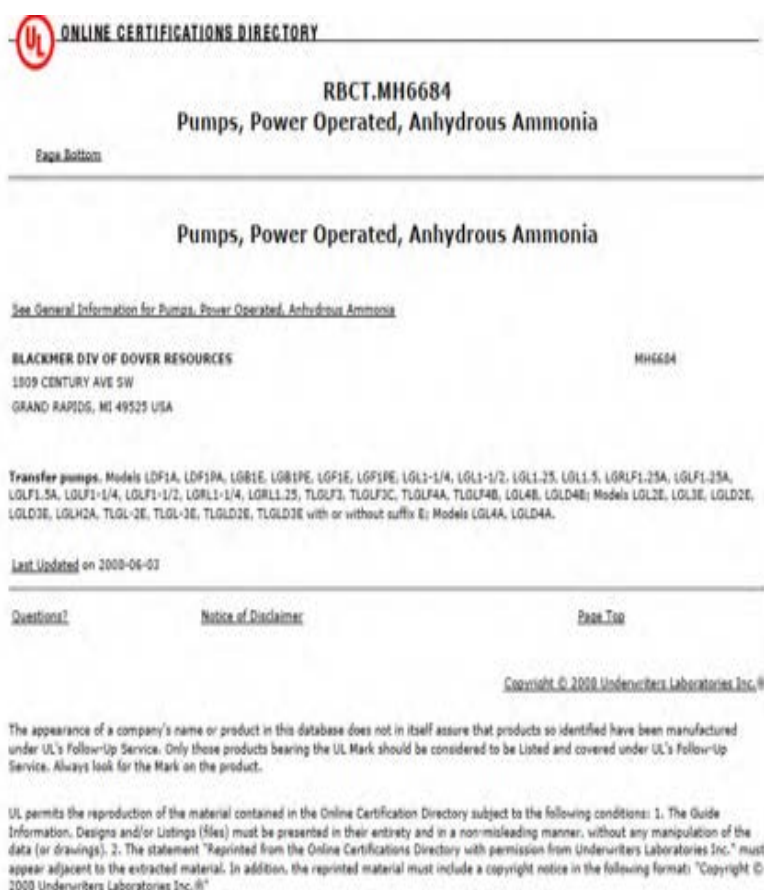 UL
ONLINE CERTIFICATIONS DIRECTORY
RBCT.MH6684
Pumps, Power Operated, Anhydrous Ammonia
Page Bottom
Pumps, Power Operated, Anhydrous Ammonia
See General Information for Pumps, Power Operated, Anhydrous Ammonia
BLACKMER DIV OF DOVER RESOURCES MH6684
1809 CENTURY AVE SW
GRAND RAPIDS, MI 49525 USA
Transfer pumps, Models LDF1A, LDF1PA, LGB1E, LGB1PE, LGF1E, LGF1PE, LGL1-1/4, LGL1-1/2, LGL1.25, LGL1.5, LGRLF1.25A, LGLF1.25A,
LGLF1.5A, LGLF1-1/4, LGLF1-1/2, LGRL1-1/4, LGRL1.25, TLGLF3, TLGLF3C, TLGLF4A, TLGLF4B, LGL4B, LGLD4B; Models LGL2E, LGL3E, LGLD2E,
LGLD3E, LGLH2A, TLGL-2E, TLGL-3E, TLGLD2E, TLGLD3E with or without suffix E; Models LGL4A, LGLD4A.
Last Updated on 2008-06-03
Questions? Notice of Disclaimer Page Top
Copyright © 2008 Underwriters Laboratories Inc.®
The appearance of a company's name or product in this database does not in itself assure that products so identified have been manufactured
under UL's Follow-Up Service. Only those products bearing the UL Mark should be considered to be Listed and covered under UL's Follow-Up
Service. Always look for the Mark on the product.
UL permits the reproduction of the material contained in the Online Certification Directory subject to the following conditions: 1. The Guide
Information, Designs and/or Listings (files) must be presented in their entirety and in a non-misleading manner, without any manipulation of the
data (or drawings). 2. The statement "Reprinted from the Online Certifications Directory with permission from Underwriters Laboratories Inc." must
appear adjacent to the extracted material. In addition, the reprinted material must include a copyright notice in the following format: "Copyright ©
2008 Underwriters Laboratories Inc.®"